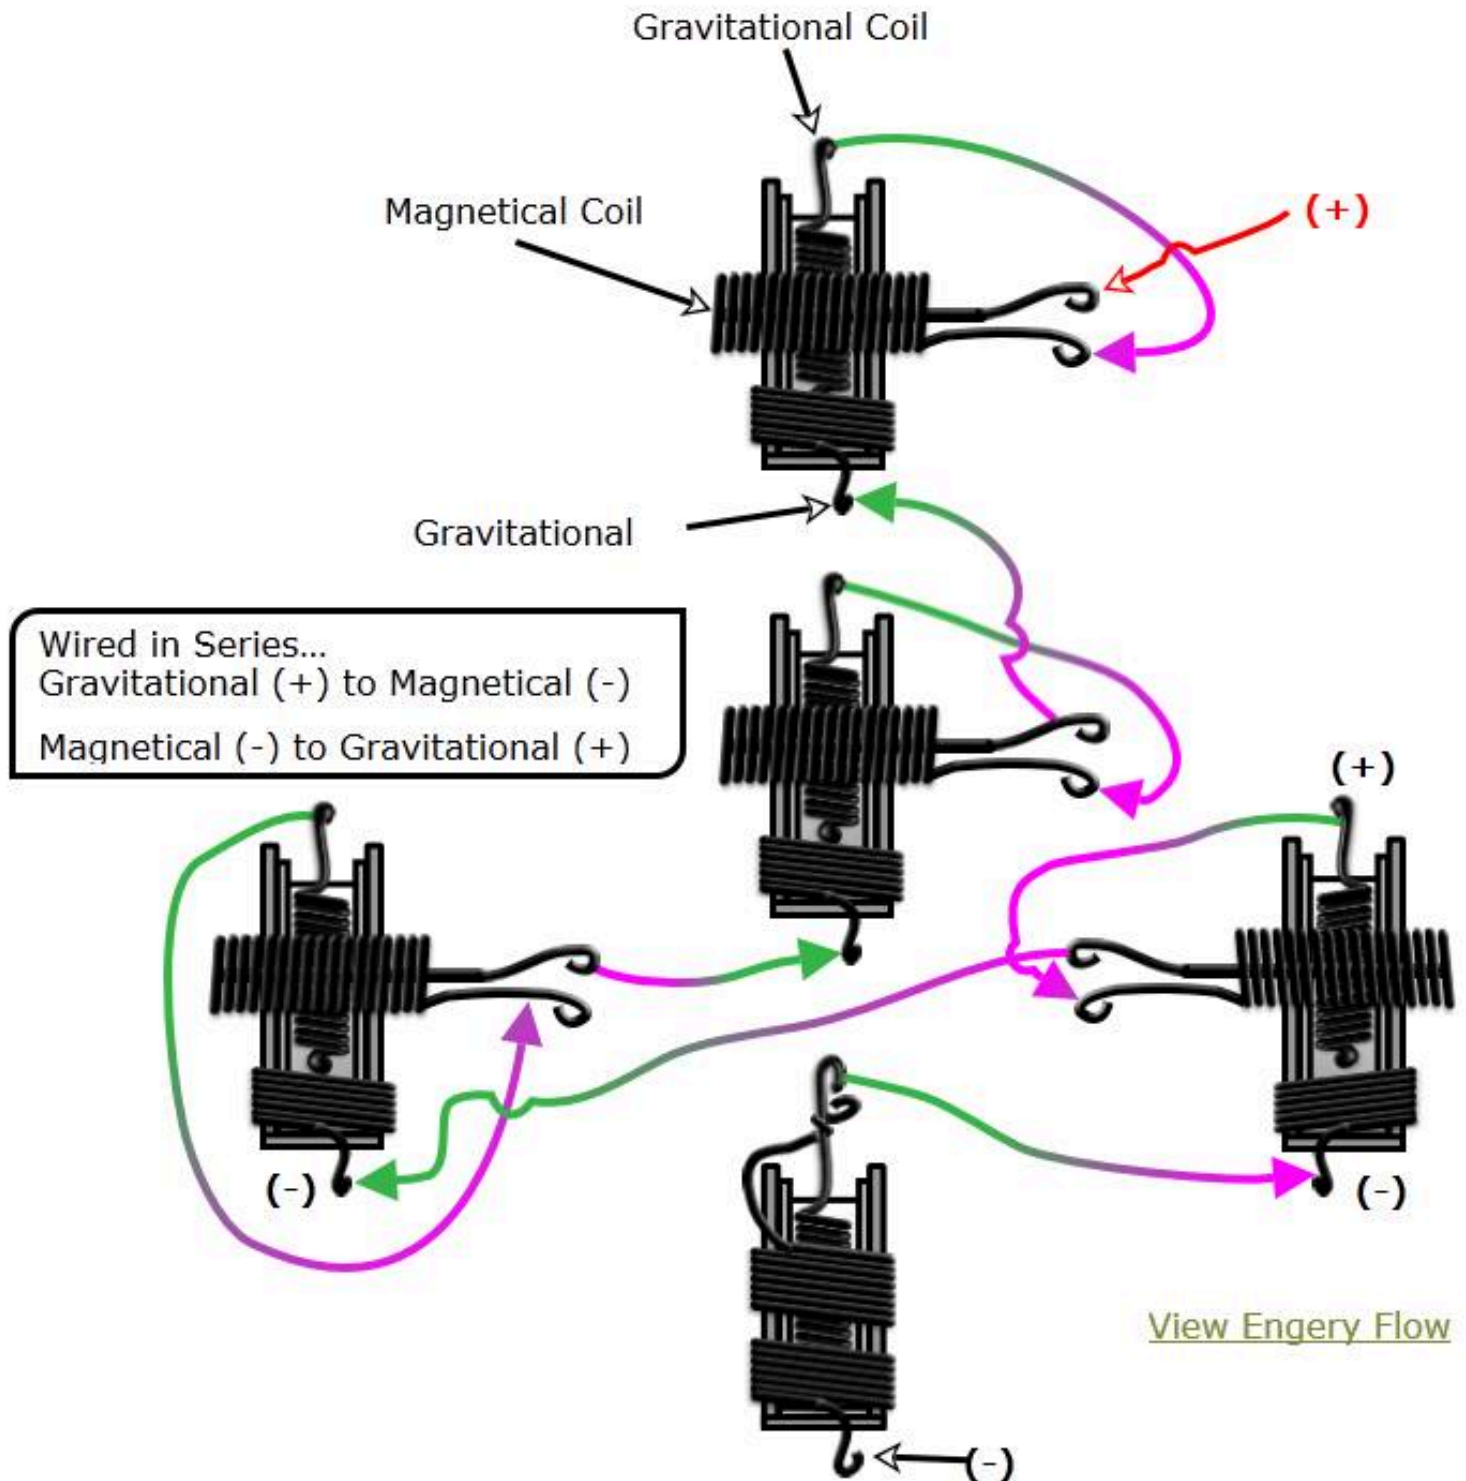 Gravitational Coil
Magnetical Coil
(+)
Gravitational
Wired in Series...
Gravitational (+) to Magnetical (-)
Magnetical (-) to Gravitational (+)
(+)
(-)
(-)
View Engery Flow
(-)